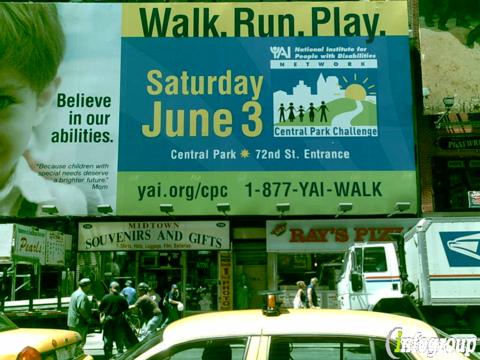 Walk. Run. Play.
YAI National Institute for
People with Disabilities
NETWORK
Saturday
June 3
Central Park Challenge
Believe
in our
abilities.
"Because children with
special needs deserve
a brighter future."
Mom
Central Park ✷ 72nd St. Entrance
yai.org/cpc 1-877-YAI-WALK
MIDTOWN
SOUVENIRS AND GIFTS
RAY'S PIZZ
Pearls